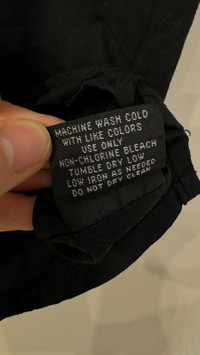 MACHINE WASH COLD
WITH LIKE COLORS
USE ONLY
NON-CHLORINE BLEACH
TUMBLE DRY LOW
LOW IRON AS NEEDED
DO NOT DRY CLEAN